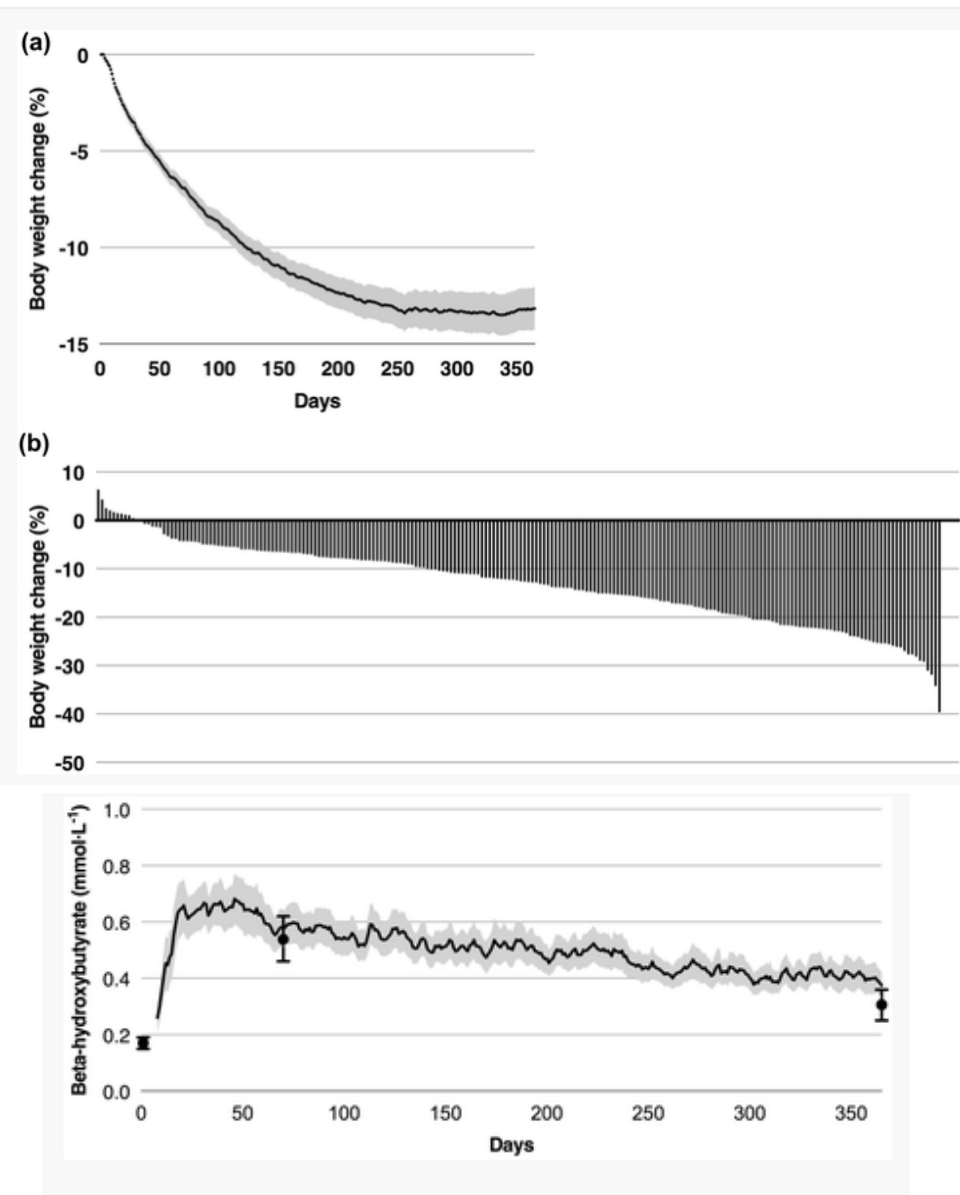 (a)
Body weight change (%)
0
-5
-10
-15
0 50 100 150 200 250 300 350
Days
(b)
Body weight change (%)
10
0
-10
-20
-30
-40
-50
Beta-hydroxybutyrate (mmol·L⁻¹)
1.0
0.8
0.6
0.4
0.2
0.0
0 50 100 150 200 250 300 350
Days